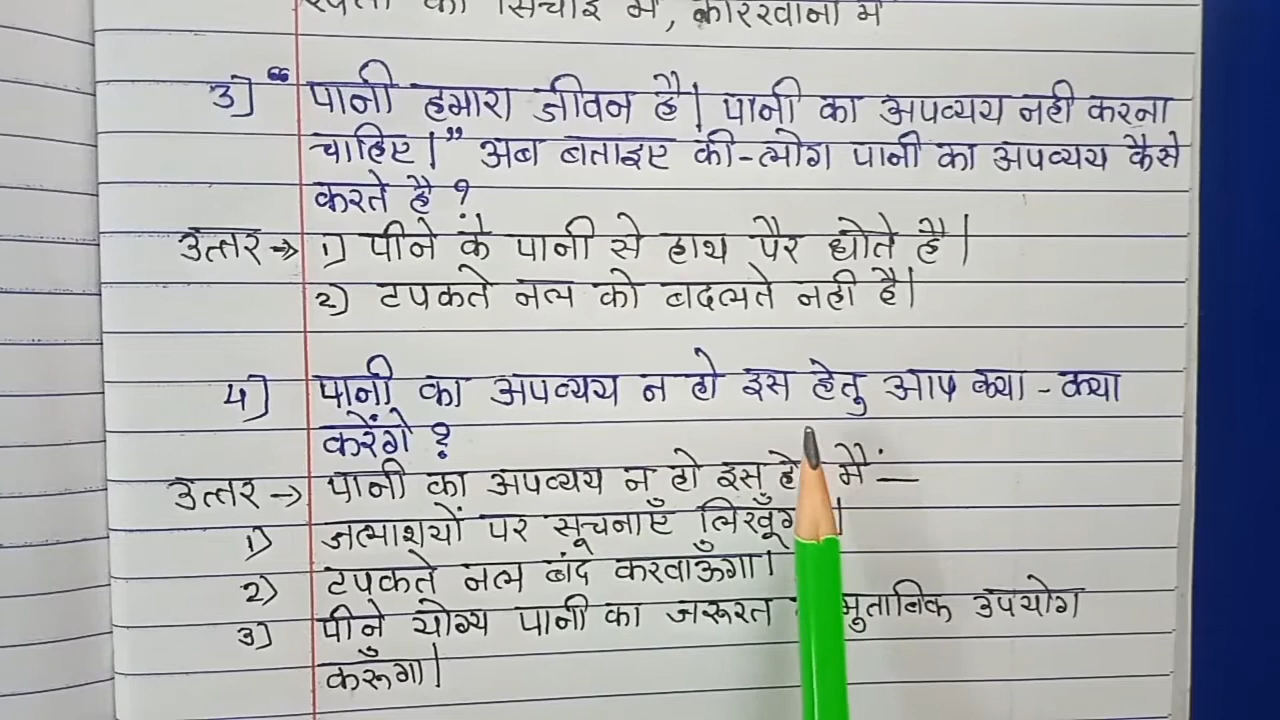 सिंचाई में, कारखानों में
3] “ पानी हमारा जीवन है। पानी का अपव्यय नही करना
चाहिए।” अब बताइए की-लोग पानी का अपव्यय कैसे
करते है ?
उत्तर → 1) पीने के पानी से हाथ पैर धोते है।
2) टपकते नल को बदलते नही है।
4] पानी का अपव्यय न हो इस हेतु आप क्या - क्या
करेंगे ?
उत्तर → पानी का अपव्यय न हो इस मैं —
1) जलाशयों पर सूचनाएँ
2) टपकते नल बंद करवाऊँगा।
3] पीने योग्य पानी का जरूरत मुताबिक उपयोग
करूँगा।